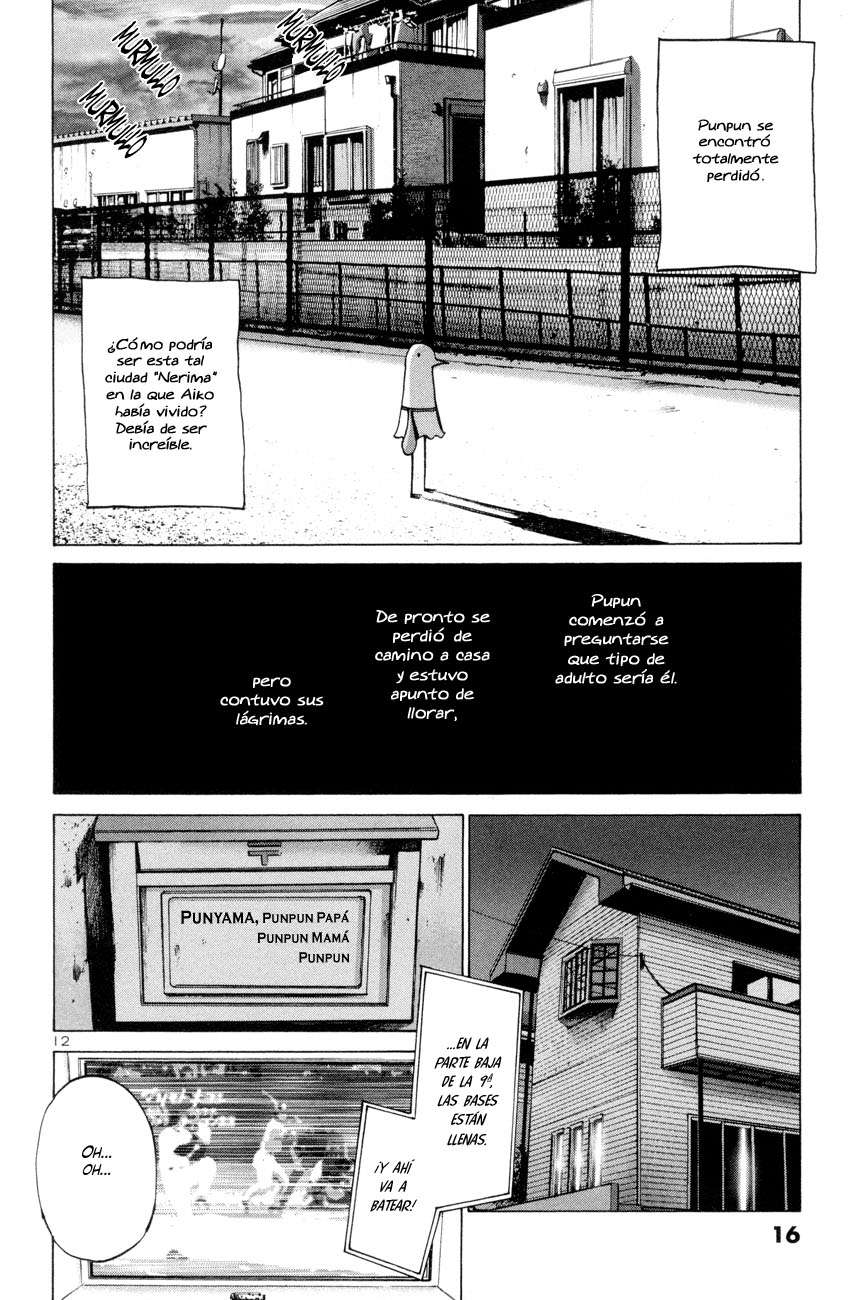 MURMULLO
MURMULLO
MURMULLO
Punpun se
encontró
totalmente
perdidó.
¿Cómo podría
ser esta tal
ciudad "Nerima"
en la que Aiko
había vivido?
Debía de ser
increíble.
Pupun
comenzó a
preguntarse
que tipo de
adulto sería él.
De pronto se
perdió de
camino a casa
y estuvo
apunto de
llorar,
pero
contuvo sus
lágrimas.
PUNYAMA, PUNPUN PAPÁ
PUNPUN MAMÁ
PUNPUN
12
...EN LA
PARTE BAJA
DE LA 9ª,
LAS BASES
ESTÁN
LLENAS.
¡Y AHÍ
VA A
BATEAR!
OH...
OH...
16